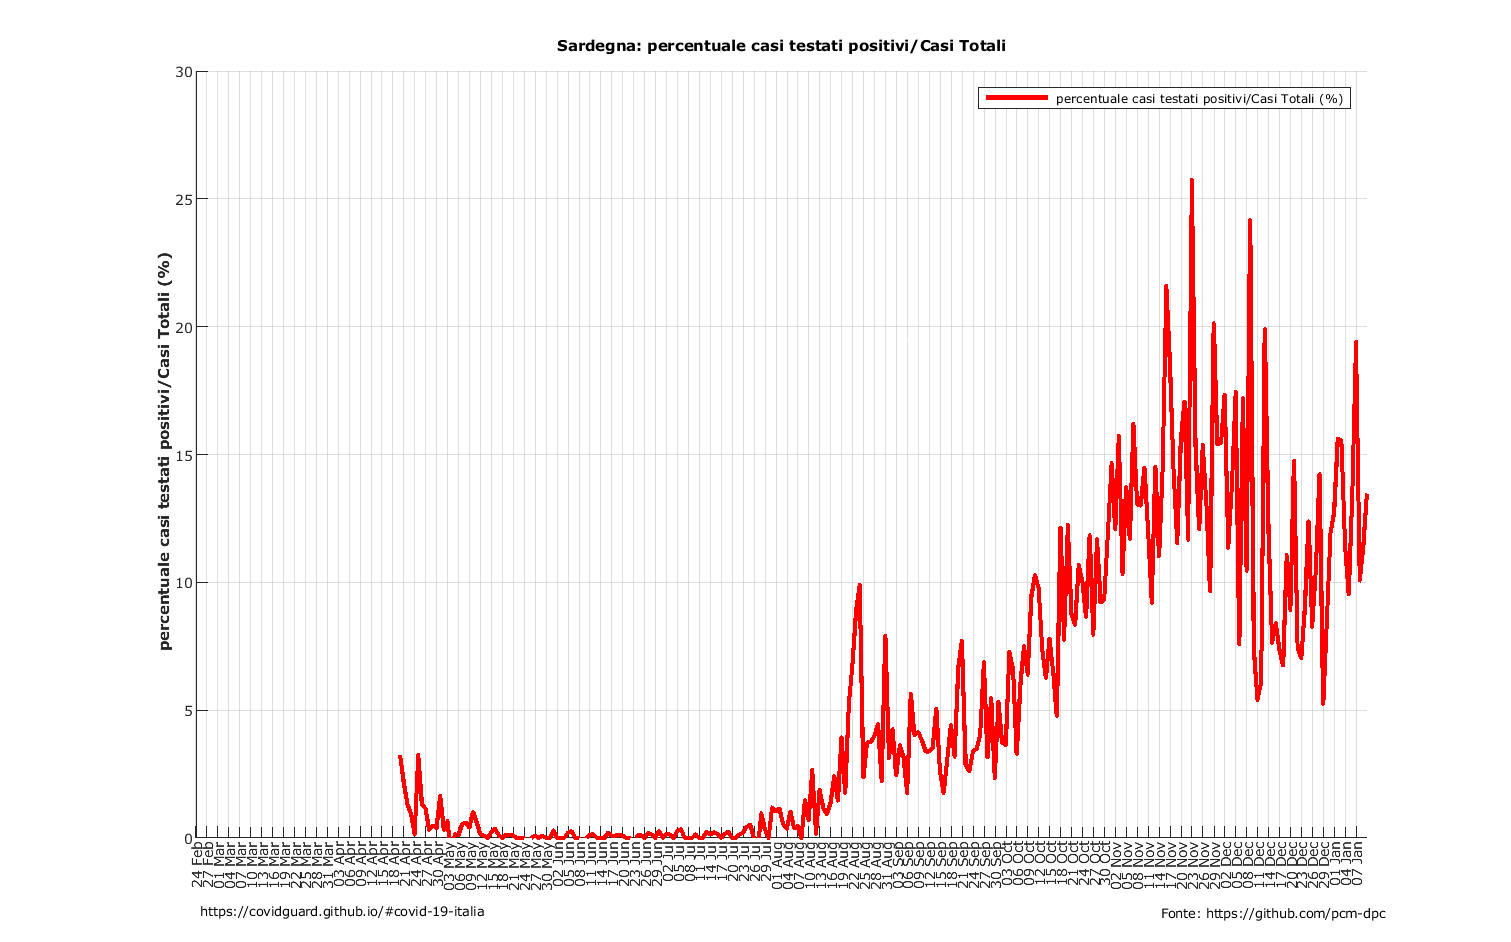 Sardegna: percentuale casi testati positivi/Casi Totali
percentuale casi testati positivi/Casi Totali (%)
percentuale casi testati positivi/Casi Totali (%)
30
25
20
15
10
5
0
24 Feb
27 Feb
01 Mar
04 Mar
07 Mar
10 Mar
13 Mar
16 Mar
19 Mar
22 Mar
25 Mar
28 Mar
31 Mar
03 Apr
06 Apr
09 Apr
12 Apr
15 Apr
18 Apr
21 Apr
24 Apr
27 Apr
30 Apr
03 May
06 May
09 May
12 May
15 May
18 May
21 May
24 May
27 May
30 May
02 Jun
05 Jun
08 Jun
11 Jun
14 Jun
17 Jun
20 Jun
23 Jun
26 Jun
29 Jun
02 Jul
05 Jul
08 Jul
11 Jul
14 Jul
17 Jul
20 Jul
23 Jul
26 Jul
29 Jul
01 Aug
04 Aug
07 Aug
10 Aug
13 Aug
16 Aug
19 Aug
22 Aug
25 Aug
28 Aug
31 Aug
03 Sep
06 Sep
09 Sep
12 Sep
15 Sep
18 Sep
21 Sep
24 Sep
27 Sep
30 Sep
03 Oct
06 Oct
09 Oct
12 Oct
15 Oct
18 Oct
21 Oct
24 Oct
27 Oct
30 Oct
02 Nov
05 Nov
08 Nov
11 Nov
14 Nov
17 Nov
20 Nov
23 Nov
26 Nov
29 Nov
02 Dec
05 Dec
08 Dec
11 Dec
14 Dec
17 Dec
20 Dec
23 Dec
26 Dec
29 Dec
01 Jan
04 Jan
07 Jan
https://covidguard.github.io/#covid-19-italia
Fonte: https://github.com/pcm-dpc